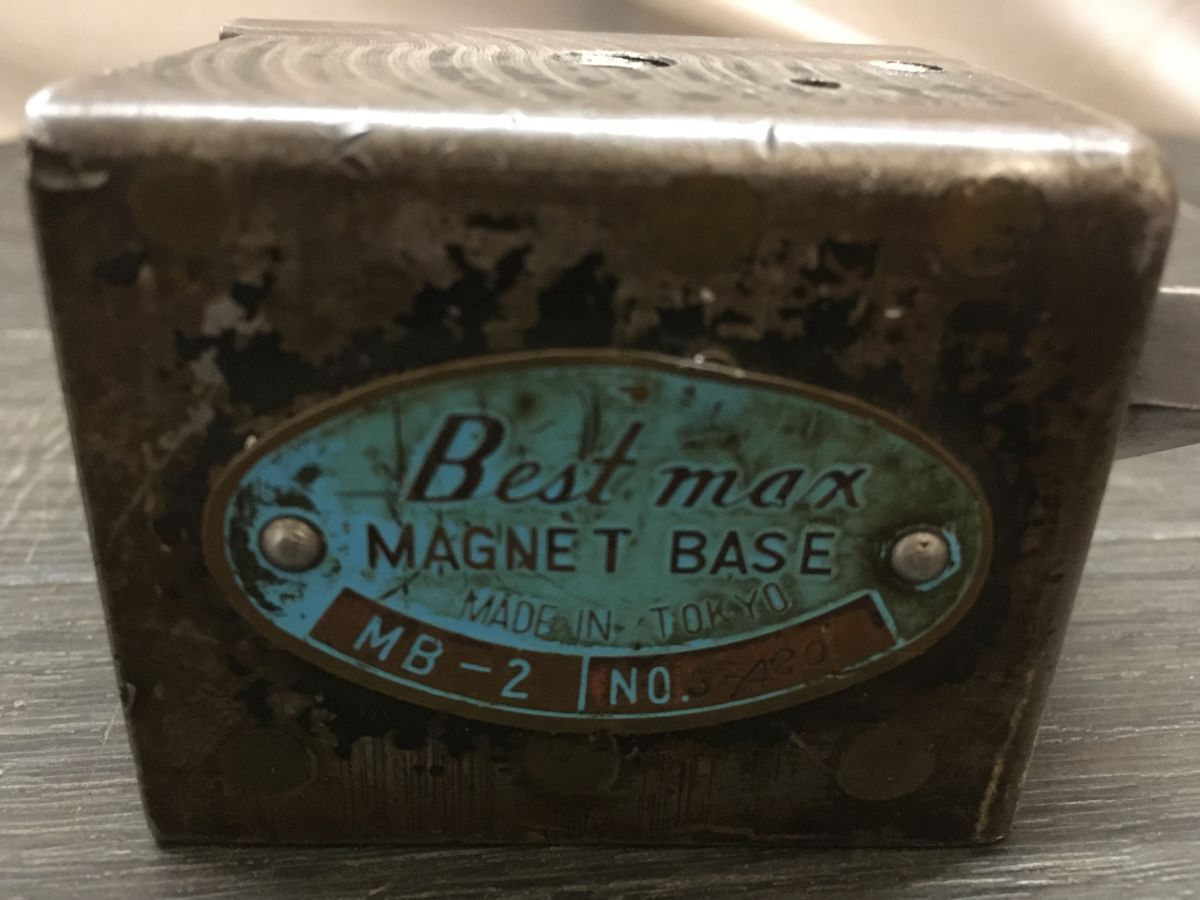 Best max
MAGNET BASE
MADE IN TOKYO
MB-2 NO.